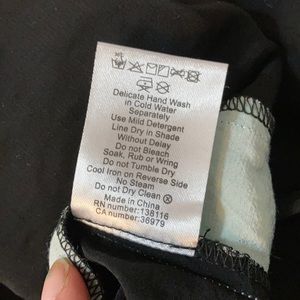 Delicate Hand Wash
in Cold Water
Separately
Use Mild Detergent
Line Dry in Shade
Without Delay
Do not Bleach
Soak, Rub or Wring
Do not Tumble Dry
Cool Iron on Reverse Side
No Steam
Do not Dry Clean ⊗
Made in China
RN number: 138116
CA number: 36979